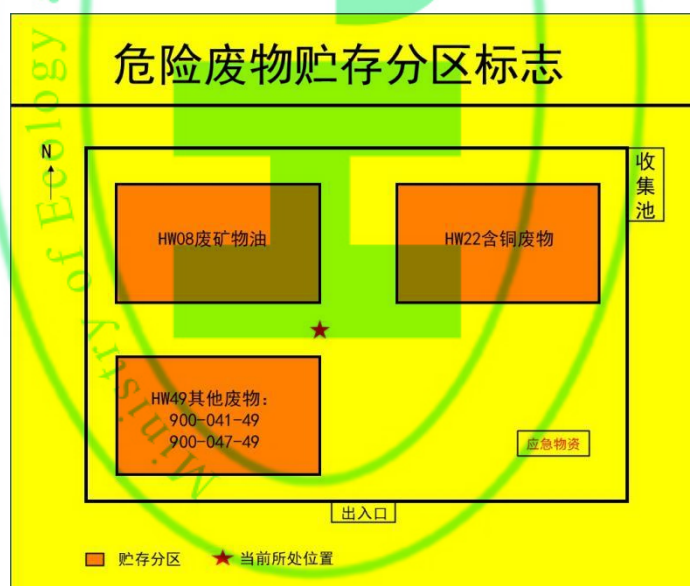 危险废物贮存分区标志
N
收集池
HW08废矿物油
HW22含铜废物
HW49其他废物：
900-041-49
900-047-49
应急物资
出入口
贮存分区
当前所处位置
Ministry of Ecology